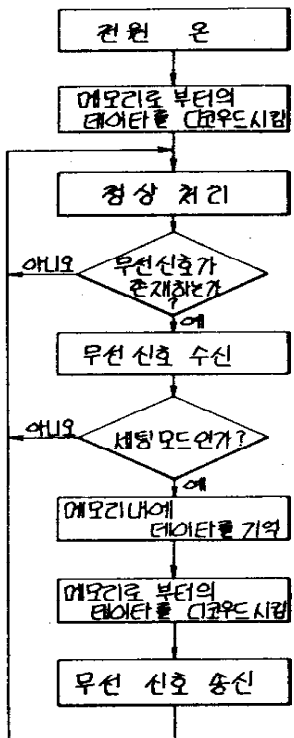 전원 온
메모리로 부터의
데이타를 디코우드시킴
정상 처리
무선신호가
존재하는가
?
아니오
예
무선 신호 수신
세팅모드인가?
아니오
예
메모리내에
데이타를 기억
메모리로 부터의
데이타를 디코우드시킴
무선 신호 송신